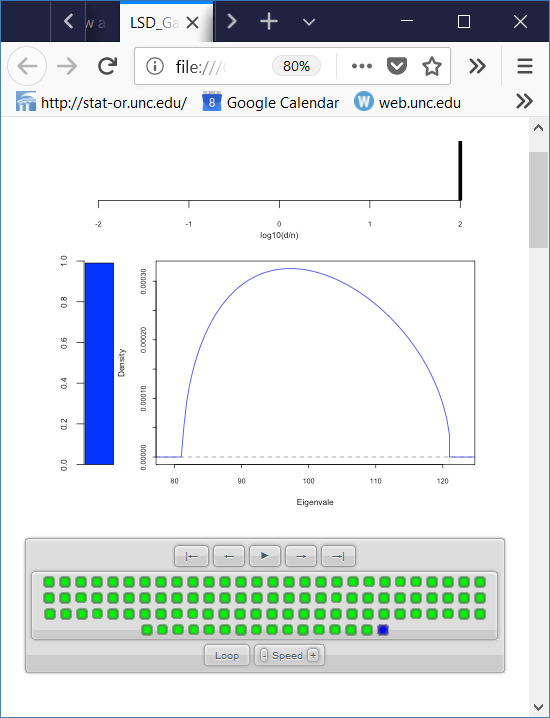 LSD_Ga
file:///
80%
http://stat-or.unc.edu/
8 Google Calendar
W web.unc.edu
-2 -1 0 1 2
log10(d/n)
0.0 0.2 0.4 0.6 0.8 1.0
Density
0.00000 0.00010 0.00020 0.00030
80 90 100 110 120
Eigenvale
Loop - Speed +